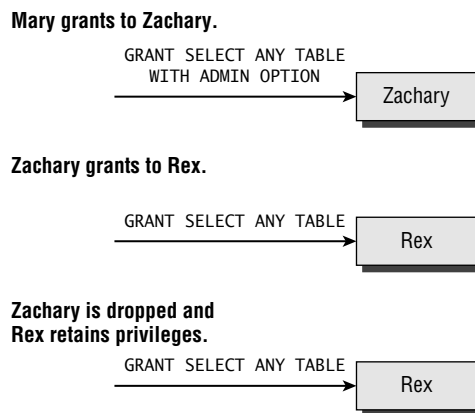 Mary grants to Zachary.
GRANT SELECT ANY TABLE
WITH ADMIN OPTION
Zachary
Zachary grants to Rex.
GRANT SELECT ANY TABLE
Rex
Zachary is dropped and
Rex retains privileges.
GRANT SELECT ANY TABLE
Rex